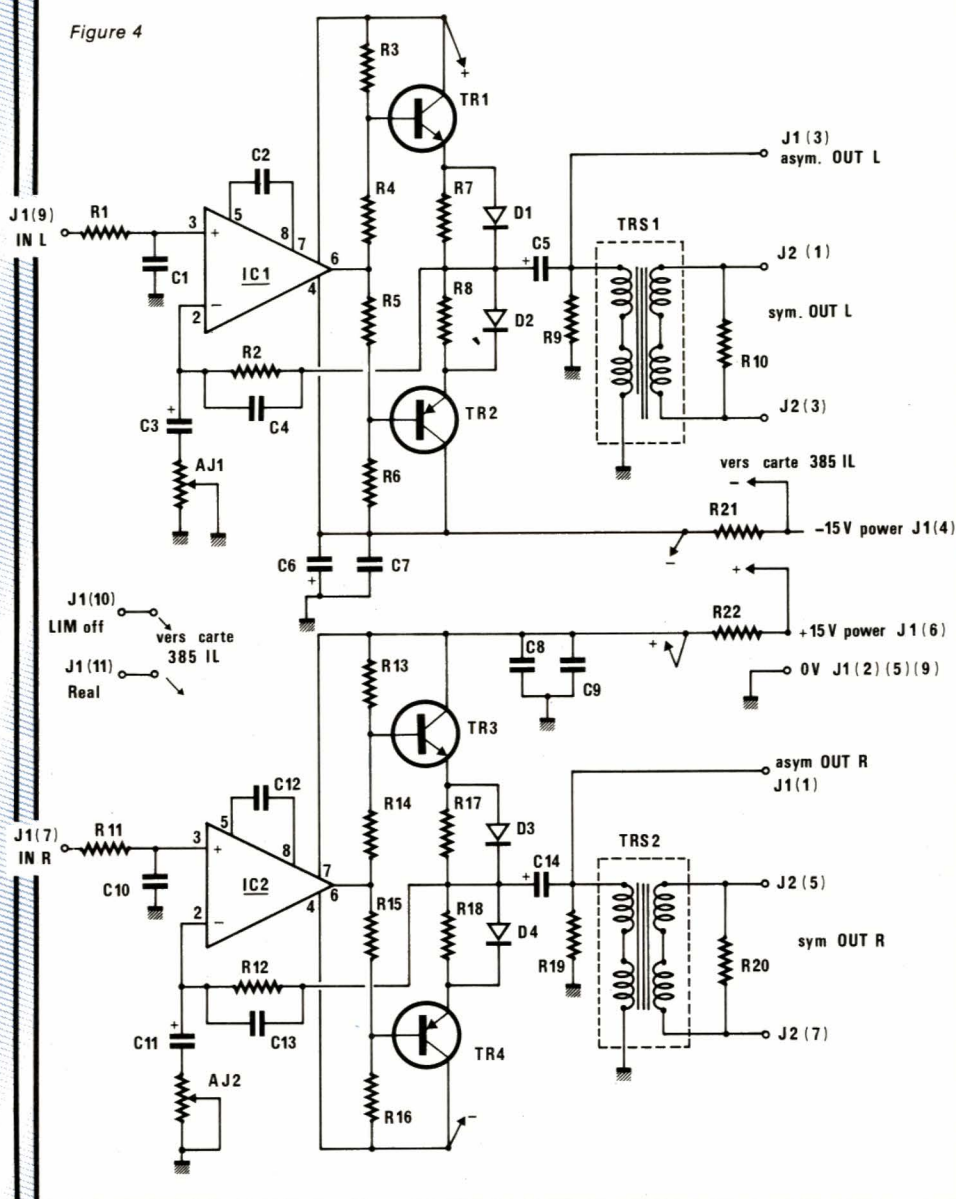 Figure 4
R3
+
TR1
J1(3)
asym. OUT L
C2
R4
R7
J1(9)
IN L
R1
3
+
5
8
7
D1
TRS1
C5
+
J2 (1)
C1
IC1
6
4
R5
R8
sym. OUT L
2
−
D2
R9
R10
R2
C3
+
C4
TR2
J2(3)
AJ1
R6
vers carte 385 IL
−
R21
−15V power J1(4)
C6
+
C7
−
+
J1(10)
LIM off
vers carte
385 IL
R22
+15V power J1(6)
+
J1(11)
Real
R13
C8
C9
0V J1(2)(5)(9)
TR3
asym OUT R
J1(1)
C12
R14
R17
J1(7)
IN R
R11
3
+
5
8
7
D3
TRS2
C14
+
J2(5)
C10
IC2
6
4
R15
R18
sym OUT R
2
−
D4
R19
R20
R12
C11
+
C13
TR4
J2(7)
AJ2
R16
−